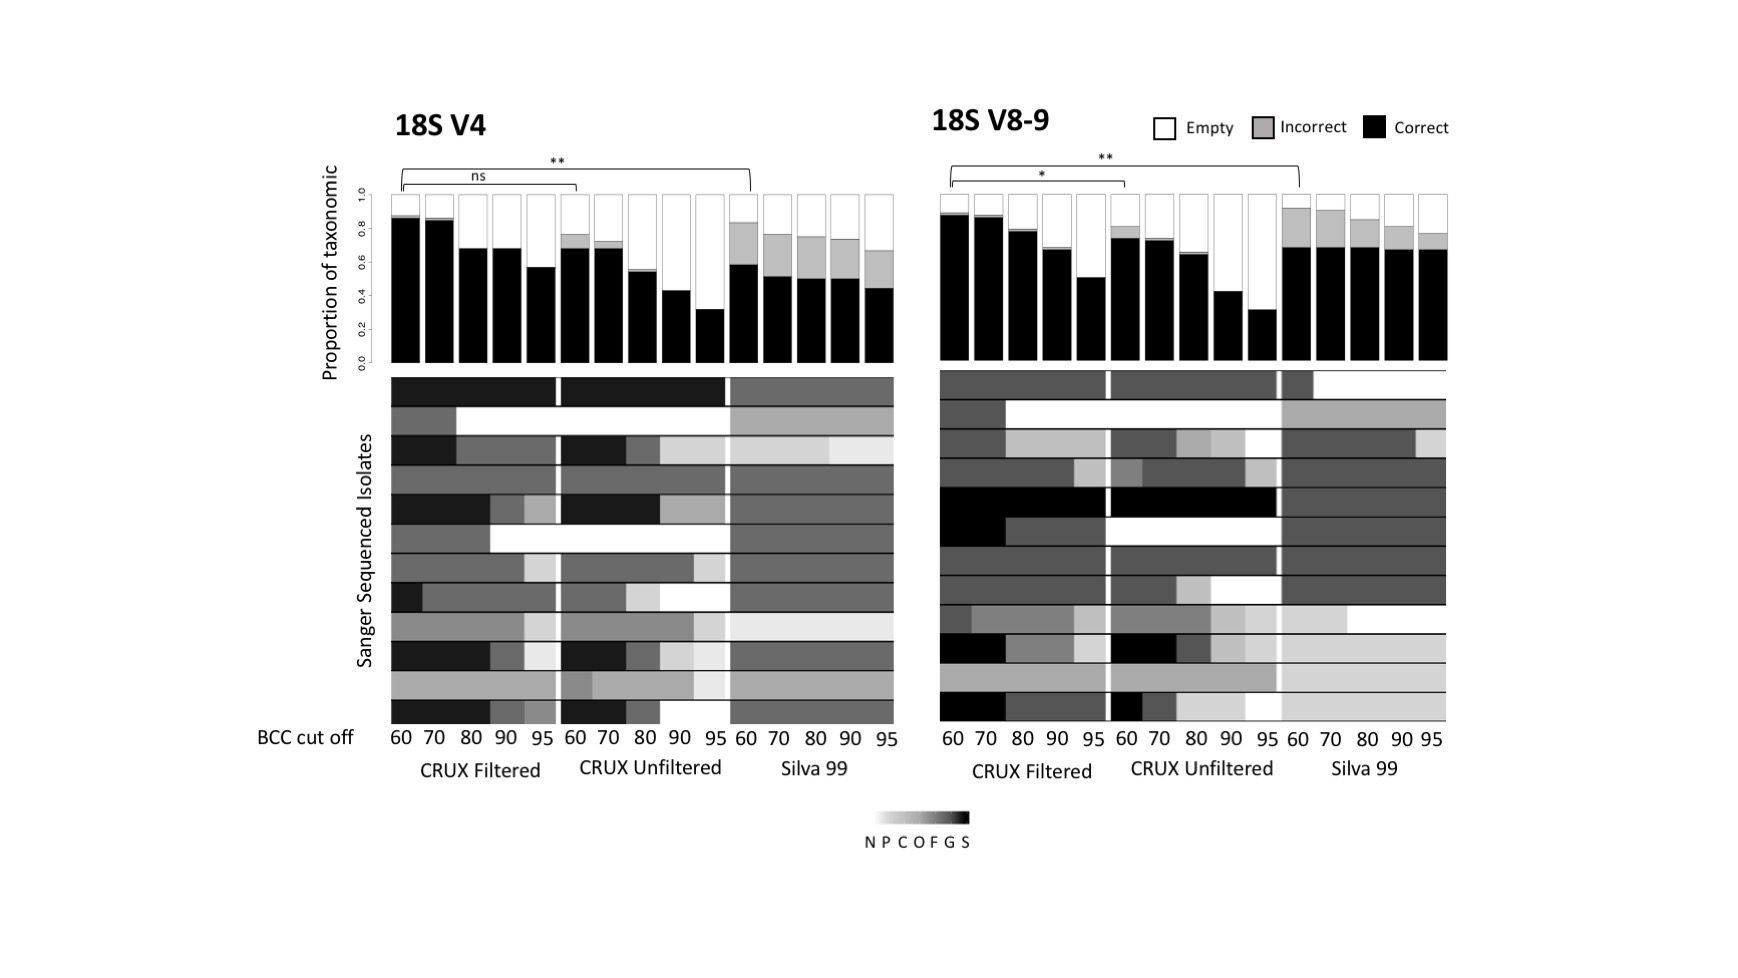 18S V4
18S V8-9
Empty
Incorrect
Correct
**
ns
**
*
Proportion of taxonomic
1.0
0.8
0.6
0.4
0.2
0.0
Sanger Sequenced Isolates
BCC cut off
60 70 80 90 95 60 70 80 90 95 60 70 80 90 95
60 70 80 90 95 60 70 80 90 95 60 70 80 90 95
CRUX Filtered CRUX Unfiltered Silva 99
CRUX Filtered CRUX Unfiltered Silva 99
N P C O F G S